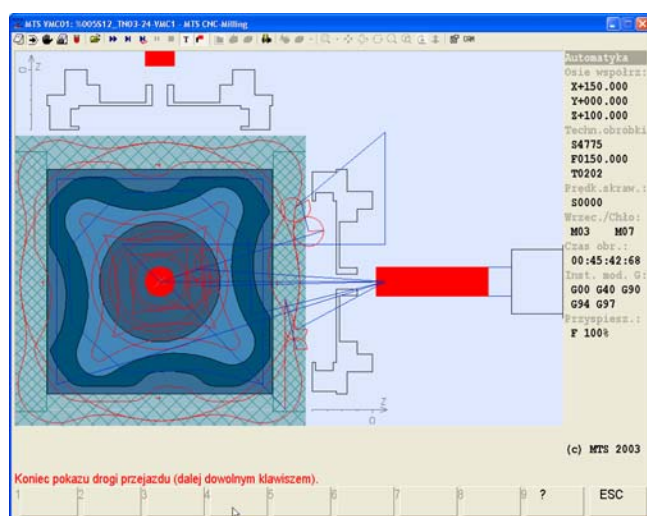 MTS VMC01: %005S12_TN03-24-VMC1 - MTS CNC-Milling
T
Z
Automatyka
Osie współrz:
X+150.000
Y+000.000
Z+100.000
Techn.obróbki
S4775
F0150.000
T0202
Prędk.skraw.:
S0000
Wrzec./Chło:
M03 M07
Czas obr.:
00:45:42:68
Inst. mod. G:
G00 G40 G90
G94 G97
Przyspiesz.:
F 100%
Z
(c) MTS 2003
Koniec pokazu drogi przejazdu (dalej dowolnym klawiszem).
1 2 3 4 5 6 7 8 9 ? ESC